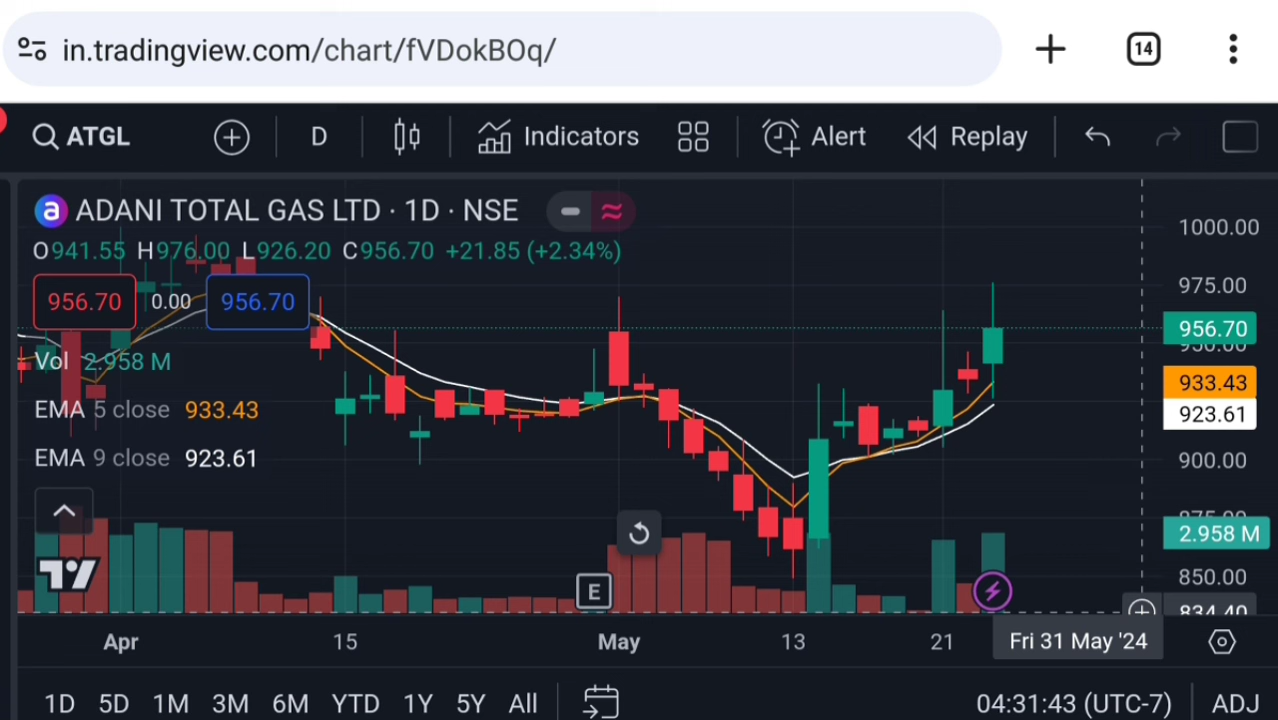 in.tradingview.com/chart/fVDokBOq/ 14
ATGL D Indicators Alert Replay
a ADANI TOTAL GAS LTD · 1D · NSE
O941.55 H976.00 L926.20 C956.70 +21.85 (+2.34%)
956.70 0.00 956.70
Vol 2.958 M
EMA 5 close 933.43
EMA 9 close 923.61
1000.00
975.00
956.70
950.00
933.43
923.61
900.00
875.00
2.958 M
850.00
834.40
E
Apr 15 May 13 21 Fri 31 May '24
1D 5D 1M 3M 6M YTD 1Y 5Y All 04:31:43 (UTC-7) ADJ